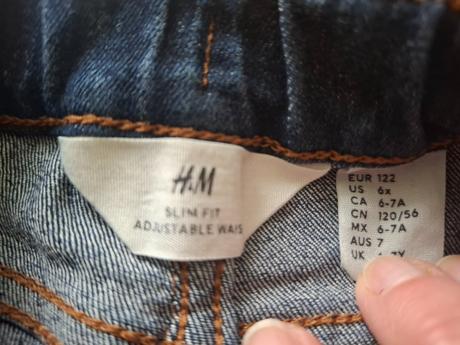 H&M
SLIM FIT
ADJUSTABLE WAIS
EUR 122
US 6x
CA 6-7A
CN 120/56
MX 6-7A
AUS 7
UK